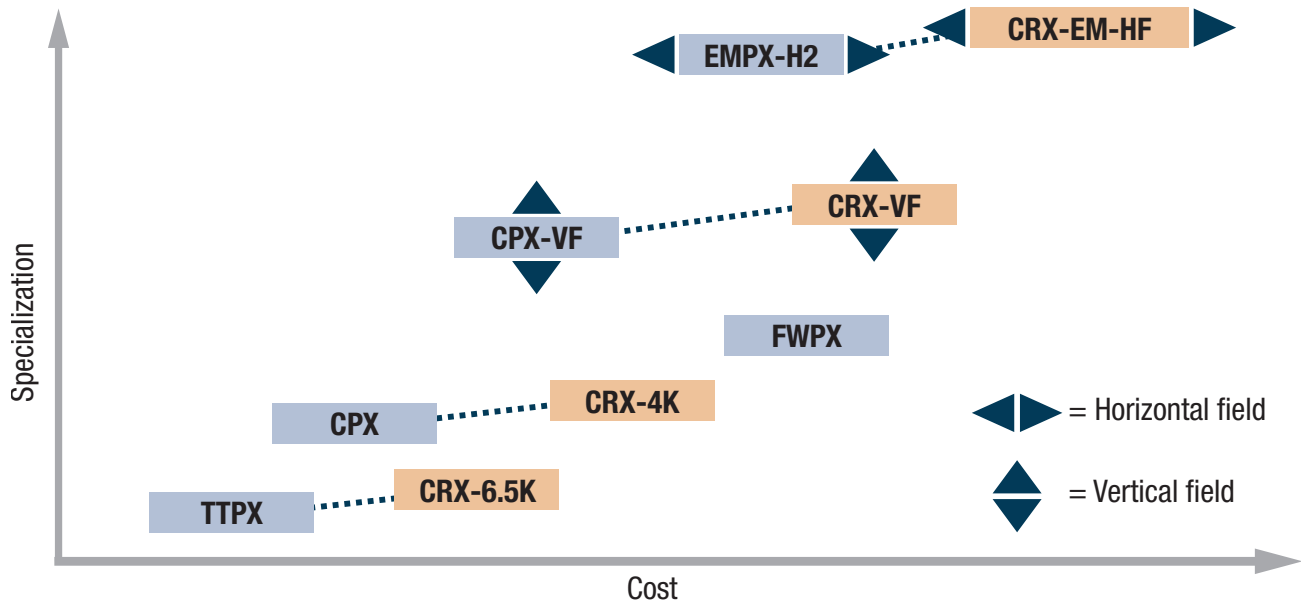 CRX-EM-HF
EMPX-H2
CRX-VF
CPX-VF
FWPX
CRX-4K
CPX
CRX-6.5K
TTPX
= Horizontal field
= Vertical field
Specialization
Cost